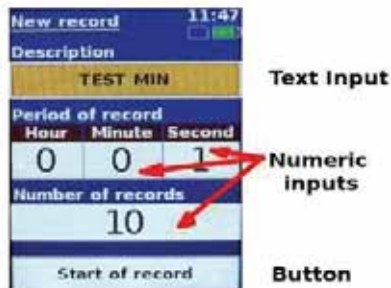 New record 11:47
Description
TEST MIN Text Input
Period of record
Hour Minute Second
0 0 1 Numeric
inputs
Number of records
10
Start of record Button